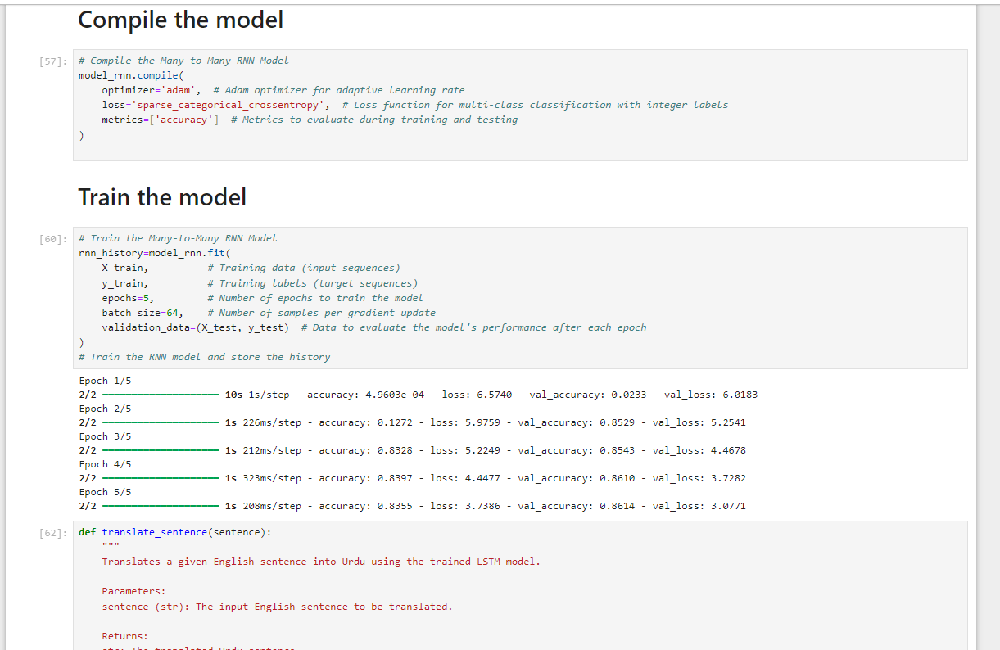 Compile the model
[57]:
# Compile the Many-to-Many RNN Model
model_rnn.compile(
    optimizer='adam',  # Adam optimizer for adaptive learning rate
    loss='sparse_categorical_crossentropy',  # Loss function for multi-class classification with integer labels
    metrics=['accuracy']  # Metrics to evaluate during training and testing
)
Train the model
[60]:
# Train the Many-to-Many RNN Model
rnn_history=model_rnn.fit(
    X_train,          # Training data (input sequences)
    y_train,          # Training labels (target sequences)
    epochs=5,         # Number of epochs to train the model
    batch_size=64,    # Number of samples per gradient update
    validation_data=(X_test, y_test)  # Data to evaluate the model's performance after each epoch
)
# Train the RNN model and store the history
Epoch 1/5
2/2 10s 1s/step - accuracy: 4.9603e-04 - loss: 6.5740 - val_accuracy: 0.0233 - val_loss: 6.0183
Epoch 2/5
2/2 1s 226ms/step - accuracy: 0.1272 - loss: 5.9759 - val_accuracy: 0.8529 - val_loss: 5.2541
Epoch 3/5
2/2 1s 212ms/step - accuracy: 0.8328 - loss: 5.2249 - val_accuracy: 0.8543 - val_loss: 4.4678
Epoch 4/5
2/2 1s 323ms/step - accuracy: 0.8397 - loss: 4.4477 - val_accuracy: 0.8610 - val_loss: 3.7282
Epoch 5/5
2/2 1s 208ms/step - accuracy: 0.8355 - loss: 3.7386 - val_accuracy: 0.8614 - val_loss: 3.0771
[62]:
def translate_sentence(sentence):
    """
    Translates a given English sentence into Urdu using the trained LSTM model.
    Parameters:
    sentence (str): The input English sentence to be translated.
    Returns:
    str: The translated Urdu sentence